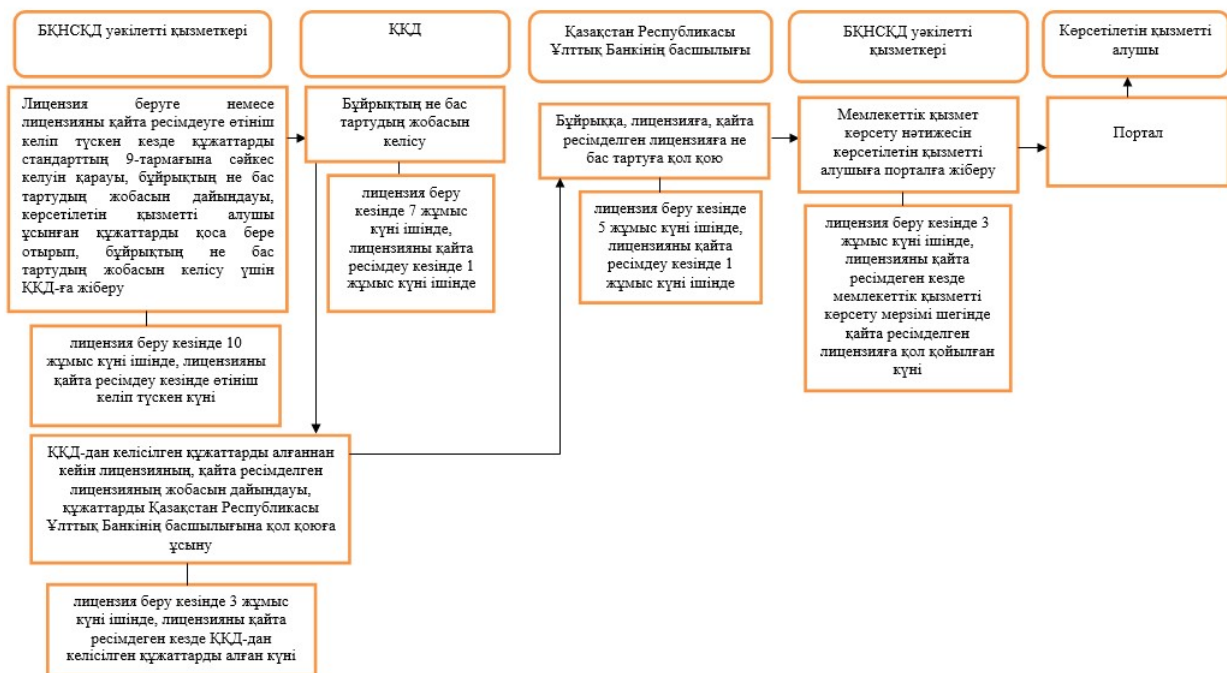 БҚНСҚД уәкілетті қызметкері
ҚҚД
Қазақстан Республикасы
Ұлттық Банкінің басшылығы
БҚНСҚД уәкілетті
қызметкері
Көрсетілетін қызметті
алушы
Лицензия беруге немесе
лицензияны қайта ресімдеуге өтініш
келіп түскен кезде құжаттарды
стандарттың 9-тармағына сәйкес
келуін қарауы, бұйрықтың не бас
тартудың жобасын дайындауы,
көрсетілетін қызметті алушы
ұсынған құжаттарды қоса бере
отырып, бұйрықтың не бас
тартудың жобасын келісу үшін
ҚҚД-ға жіберу
лицензия беру кезінде 10
жұмыс күні ішінде, лицензияны
қайта ресімдеу кезінде өтініш
келіп түскен күні
Бұйрықтың не бас
тартудың жобасын
келісу
лицензия беру
кезінде 7 жұмыс
күні ішінде,
лицензияны қайта
ресімдеу кезінде 1
жұмыс күні ішінде
ҚҚД-дан келісілген құжаттарды алғаннан
кейін лицензияның, қайта ресімделген
лицензияның жобасын дайындауы,
құжаттарды Қазақстан Республикасы
Ұлттық Банкінің басшылығына қол қоюға
ұсыну
лицензия беру кезінде 3 жұмыс
күні ішінде, лицензияны қайта
ресімдеген кезде ҚҚД-дан
келісілген құжаттарды алған күні
Бұйрыққа, лицензияға, қайта
ресімделген лицензияға не
бас тартуға қол қою
лицензия беру кезінде
5 жұмыс күні ішінде,
лицензияны қайта
ресімдеу кезінде 1
жұмыс күні ішінде
Мемлекеттік қызмет
көрсету нәтижесін
көрсетілетін қызметті
алушыға порталға жіберу
лицензия беру кезінде 3
жұмыс күні ішінде,
лицензияны қайта
ресімдеген кезде
мемлекеттік қызметті
көрсету мерзімі шегінде
қайта ресімделген
лицензияға қол қойылған
күні
Портал